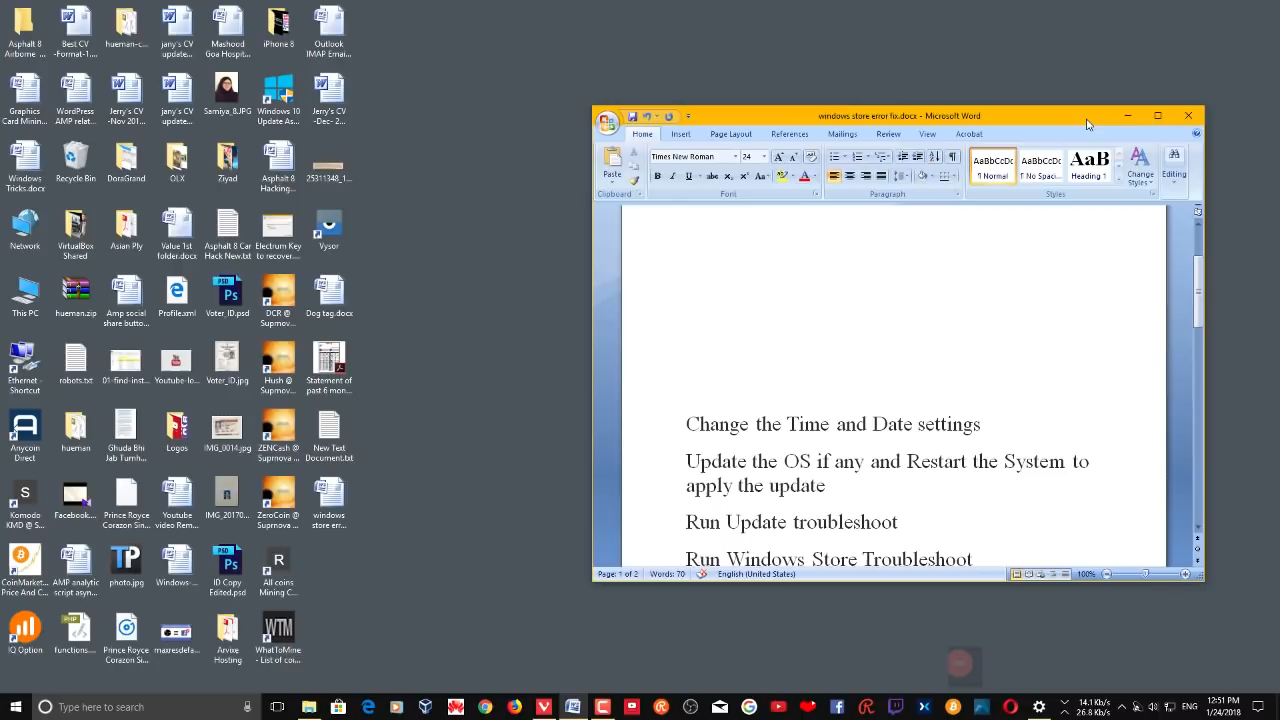 Asphalt 8
Airborne ...
Best CV
-Format-1...
hueman-c...
jany's CV
update...
Mashood
Goa Hospit...
iPhone 8
Outlook
IMAP Emai...
Graphics
Card Minin...
WordPress
AMP relat...
Jerry's CV
-Nov 201...
jany's CV
update...
Samiya_8.JPG
Windows 10
Update As...
Jerry's CV
-Dec- 2...
Windows
Tricks.docx
Recycle Bin
DoraGrand
OLX
Ziyad
Asphalt 8
Hacking...
25311348_1...
Network
VirtualBox
Shared
Asian Ply
Value 1st
folder.docx
Asphalt 8 Car
Hack New.txt
Electrum Key
to recover....
Vysor
This PC
hueman.zip
Amp social
share butto...
Profile.xml
Voter_ID.psd
DCR @
Suprnov...
Dog tag.docx
Ethernet -
Shortcut
robots.txt
01-find-inst...
Youtube-lo...
Voter_ID.jpg
Hush @
Suprnov...
Statement of
past 6 mon...
Anycoin
Direct
hueman
Ghuda Bhi
Jab Tumh...
Logos
IMG_0014.jpg
ZENCash @
Suprnova ...
New Text
Document.txt
Komodo
KMD @ S...
Facebook....
Prince Royce
Corazon Sin...
Youtube
video Rem...
IMG_20170...
ZeroCoin @
Suprnova ...
windows
store err...
CoinMarket...
Price And C...
AMP analytic
script asyn...
photo.jpg
Windows-...
ID Copy
Edited.psd
All coins
Mining C...
IQ Option
functions....
Prince Royce
Corazon Si...
maxresdefa...
Arvixe
Hosting
WTM
WhatToMine
- List of coi...
windows store error fix.docx - Microsoft Word
Home Insert Page Layout References Mailings Review View Acrobat
Paste
Times New Roman 24
AaBbCcDc AaBbCcDc AaB
¶ Normal ¶ No Spaci... Heading 1
Change
Styles
Editing
Clipboard Font Paragraph Styles
Change the Time and Date settings
Update the OS if any and Restart the System to
apply the update
Run Update troubleshoot
Run Windows Store Troubleshoot
Page: 1 of 2 Words: 70 English (United States) 100%
Type here to search
14.1 Kb/s
26.8 Kb/s
12:51 PM
1/24/2018